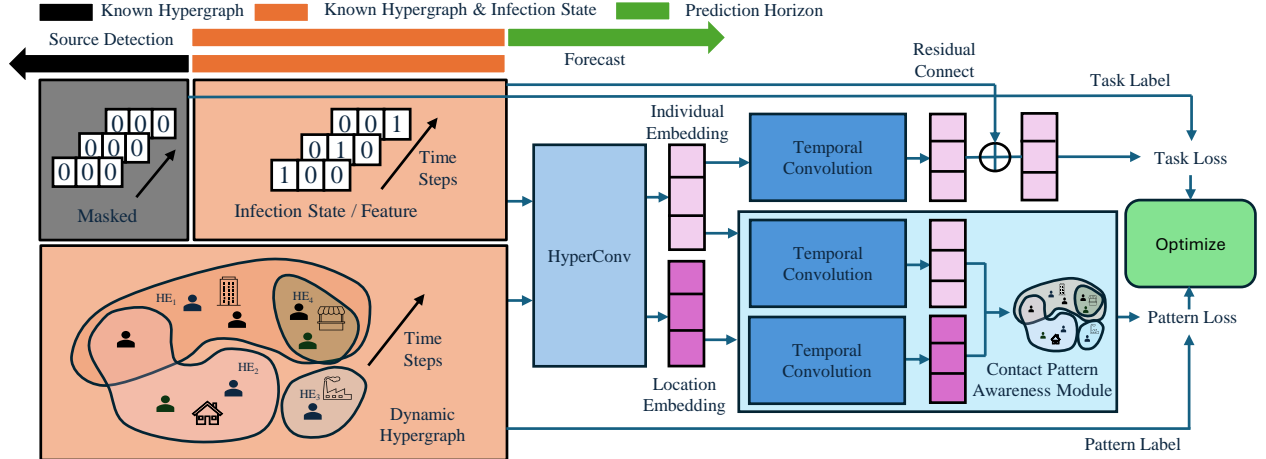 Known Hypergraph
Known Hypergraph & Infection State
Prediction Horizon
Source Detection
Forecast
Residual
Connect
Task Label
0 0 0
0 0 0
0 0 0
Masked
0 0 1
0 1 0
1 0 0
Time
Steps
Infection State / Feature
Individual
Embedding
Temporal
Convolution
Task Loss
HyperConv
Temporal
Convolution
Optimize
HE1
HE4
HE2
HE3
Time
Steps
Dynamic
Hypergraph
Temporal
Convolution
Location
Embedding
Contact Pattern
Awareness Module
Pattern Loss
Pattern Label